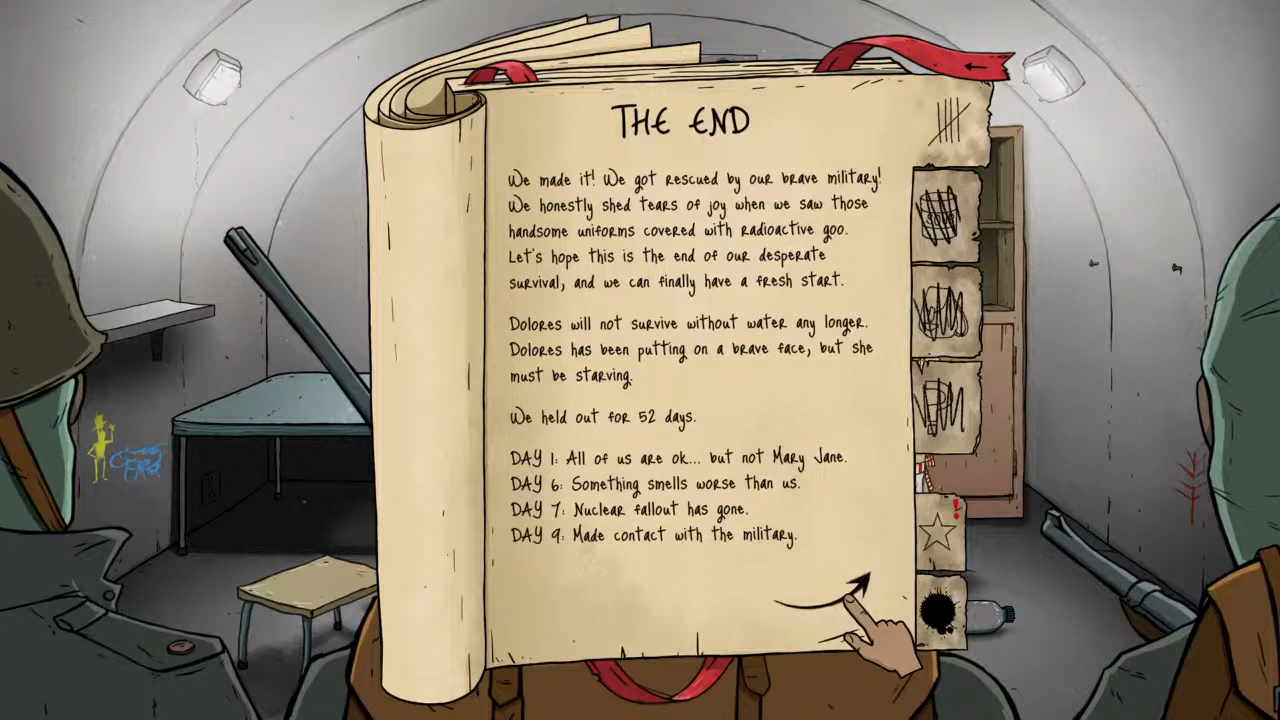 THE END
We made it! We got rescued by our brave military!
We honestly shed tears of joy when we saw those
handsome uniforms covered with radioactive goo.
Let's hope this is the end of our desperate
survival, and we can finally have a fresh start.
Dolores will not survive without water any longer.
Dolores has been putting on a brave face, but she
must be starving.
We held out for 52 days.
DAY 1: All of us are ok... but not Mary Jane.
DAY 6: Something smells worse than us.
DAY 7: Nuclear fallout has gone.
DAY 9: Made contact with the military.